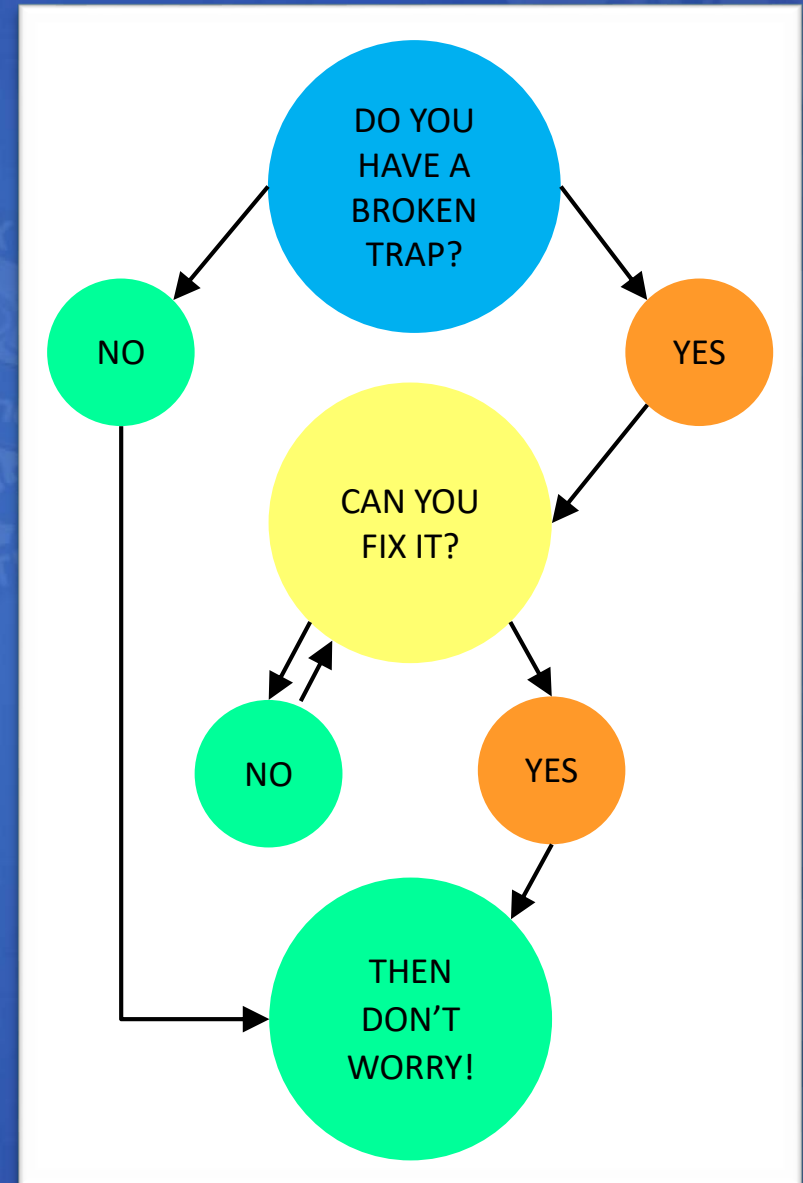 DO YOU
HAVE A
BROKEN
TRAP?
NO
YES
CAN YOU
FIX IT?
NO
YES
THEN
DON’T
WORRY!